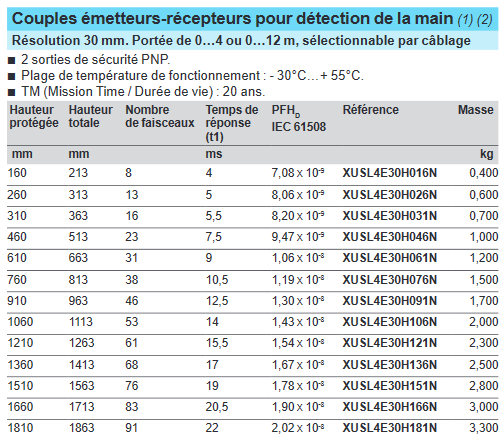 Couples émetteurs-récepteurs pour détection de la main (1) (2)
Résolution 30 mm. Portée de 0…4 ou 0…12 m, sélectionnable par câblage
■ 2 sorties de sécurité PNP.
■ Plage de température de fonctionnement : - 30°C…+ 55°C.
■ TM (Mission Time / Durée de vie) : 20 ans.
Hauteur protégée Hauteur totale Nombre de faisceaux Temps de réponse (t1) PFHD IEC 61508 Référence Masse
mm mm ms kg
160 213 8 4 7,08 x 10-9 XUSL4E30H016N 0,400
260 313 13 5 8,06 x 10-9 XUSL4E30H026N 0,600
310 363 16 5,5 8,20 x 10-9 XUSL4E30H031N 0,700
460 513 23 7,5 9,47 x 10-9 XUSL4E30H046N 1,000
610 663 31 9 1,06 x 10-8 XUSL4E30H061N 1,200
760 813 38 10,5 1,19 x 10-8 XUSL4E30H076N 1,500
910 963 46 12,5 1,30 x 10-8 XUSL4E30H091N 1,700
1060 1113 53 14 1,43 x 10-8 XUSL4E30H106N 2,000
1210 1263 61 15,5 1,54 x 10-8 XUSL4E30H121N 2,300
1360 1413 68 17 1,67 x 10-8 XUSL4E30H136N 2,500
1510 1563 76 19 1,78 x 10-8 XUSL4E30H151N 2,800
1660 1713 83 20,5 1,90 x 10-8 XUSL4E30H166N 3,000
1810 1863 91 22 2,02 x 10-8 XUSL4E30H181N 3,300